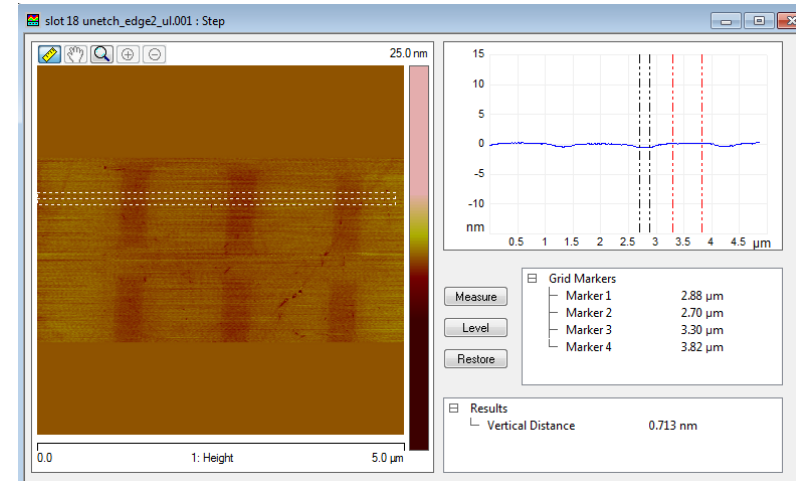 slot 18 unetch_edge2_ul.001 : Step
25.0 nm
0.0 1: Height 5.0 µm
15
10
5
0
-5
-10
nm
0.5 1 1.5 2 2.5 3 3.5 4 4.5 µm
Measure
Level
Restore
Grid Markers
Marker 1 2.88 µm
Marker 2 2.70 µm
Marker 3 3.30 µm
Marker 4 3.82 µm
Results
Vertical Distance 0.713 nm